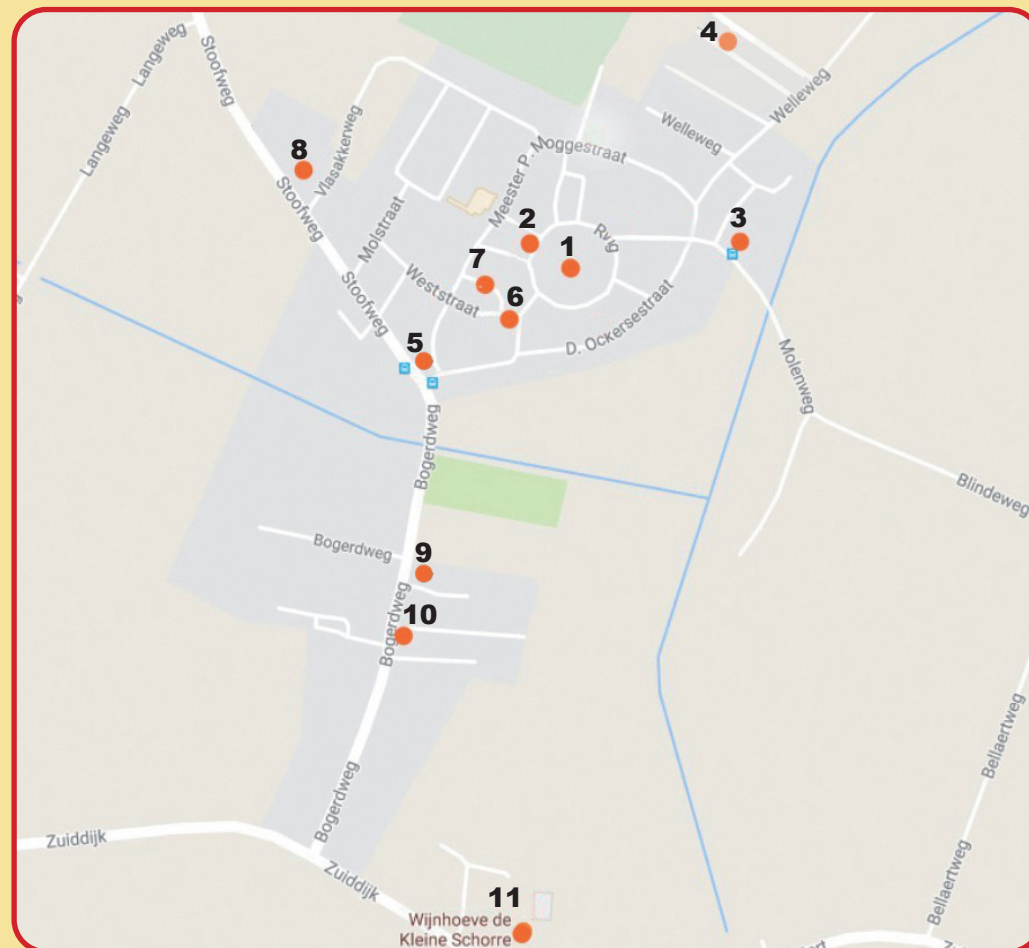 4
Langeweg
Stoofweg
Welleweg
Langeweg
Vlasakkerweg
Welleweg
Meester P. Moggestraat
8
Stoofweg
Molstraat
2
Rvig
3
1
7
Weststraat
6
Stoofweg
D. Ockersestraat
5
Molenweg
Bogerdweg
Blindeweg
Bogerdweg
9
Bogerdweg
10
Bellaertweg
Bogerdweg
Zuiddijk
Zuiddijk
Bellaertweg
11
Wijnhoeve de
Kleine Schorre